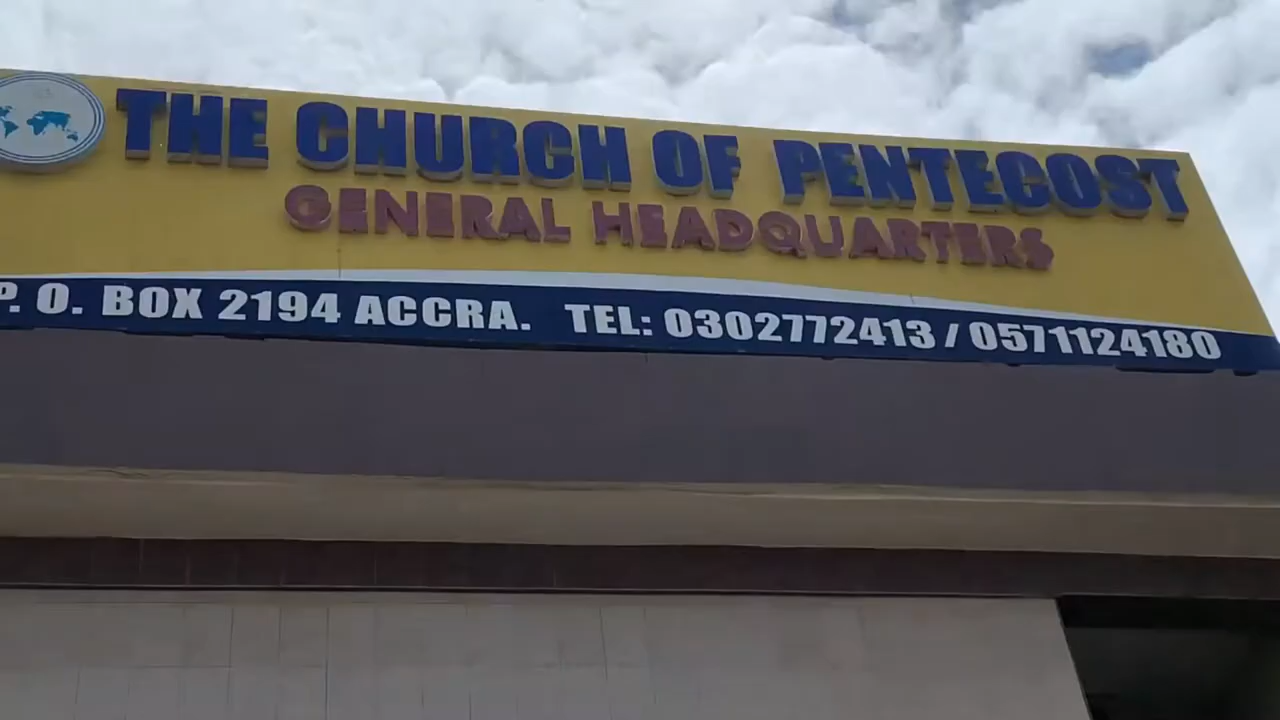 THE CHURCH OF PENTECOST
GENERAL HEADQUARTERS
P. O. BOX 2194 ACCRA. TEL: 0302772413 / 0571124180